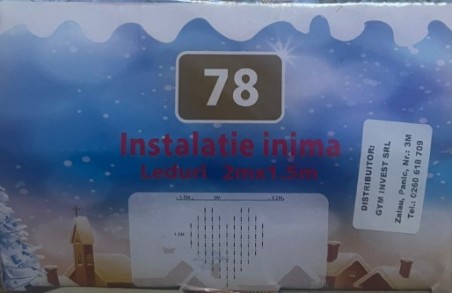 78
Instalatie inima
Leduri 2mx1.5m
DISTRIBUITOR:
GYM INVEST SRL
Zalau, Panic, Nr.: 3M
Tel.: 0260 618 709